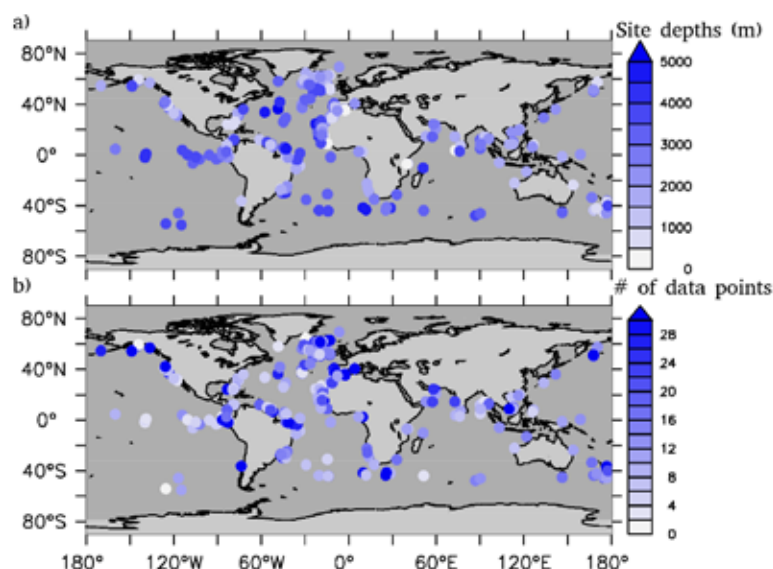 a)
Site depths (m)
80°N
40°N
0°
40°S
80°S
5000
4000
3000
2000
1000
0
b)
# of data points
80°N
40°N
0°
40°S
80°S
28
24
20
16
12
8
4
0
180° 120°W 60°W 0° 60°E 120°E 180°